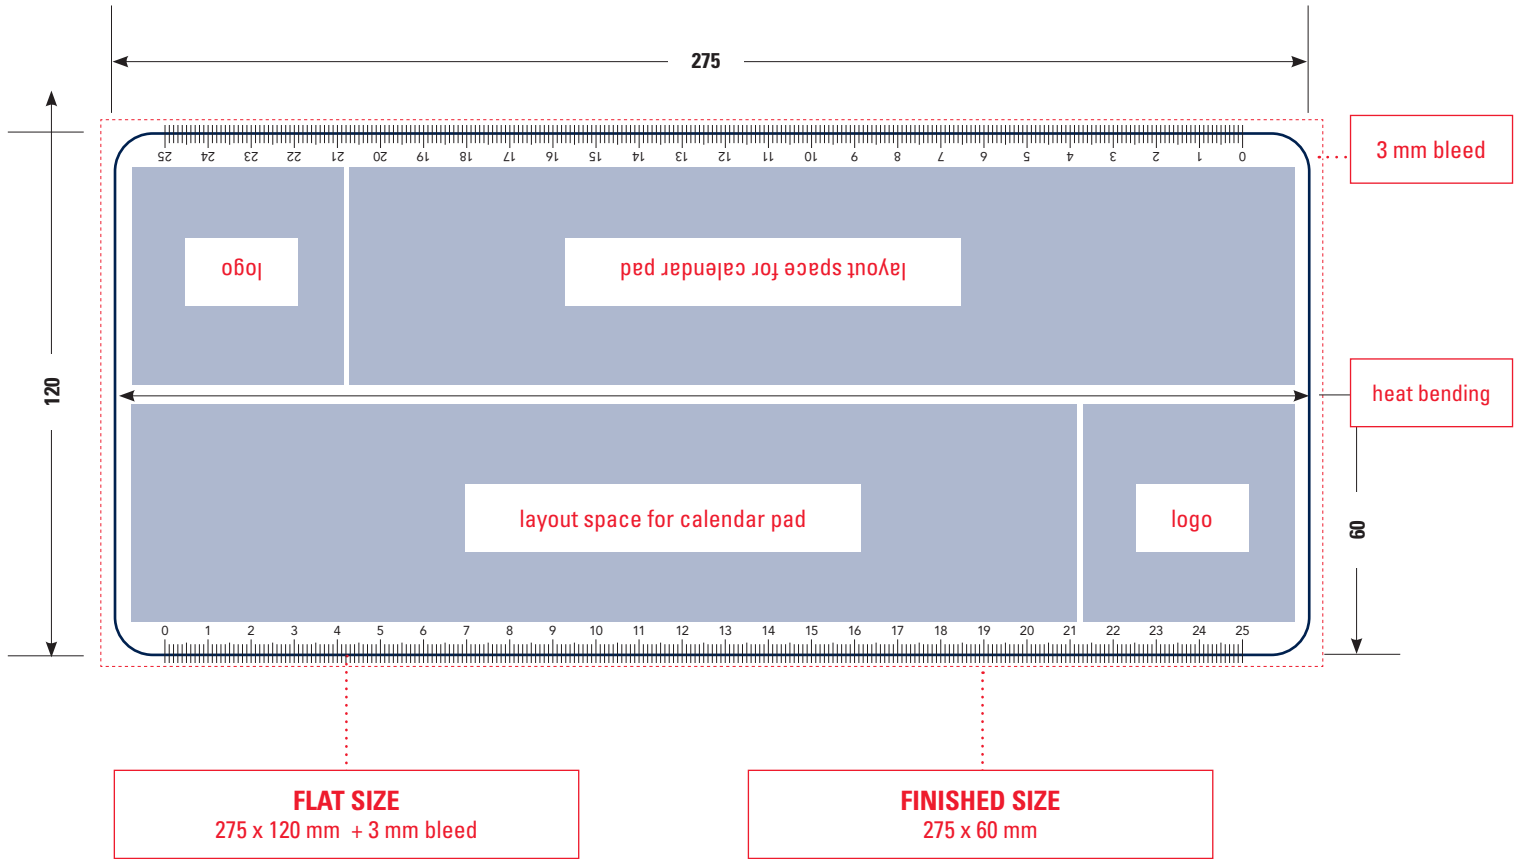 275
25 24 23 22 21 20 19 18 17 16 15 14 13 12 11 10 9 8 7 6 5 4 3 2 1 0
3 mm bleed
logo
layout space for calendar pad
120
heat bending
layout space for calendar pad
logo
60
0 1 2 3 4 5 6 7 8 9 10 11 12 13 14 15 16 17 18 19 20 21 22 23 24 25
FLAT SIZE
275 x 120 mm + 3 mm bleed
FINISHED SIZE
275 x 60 mm